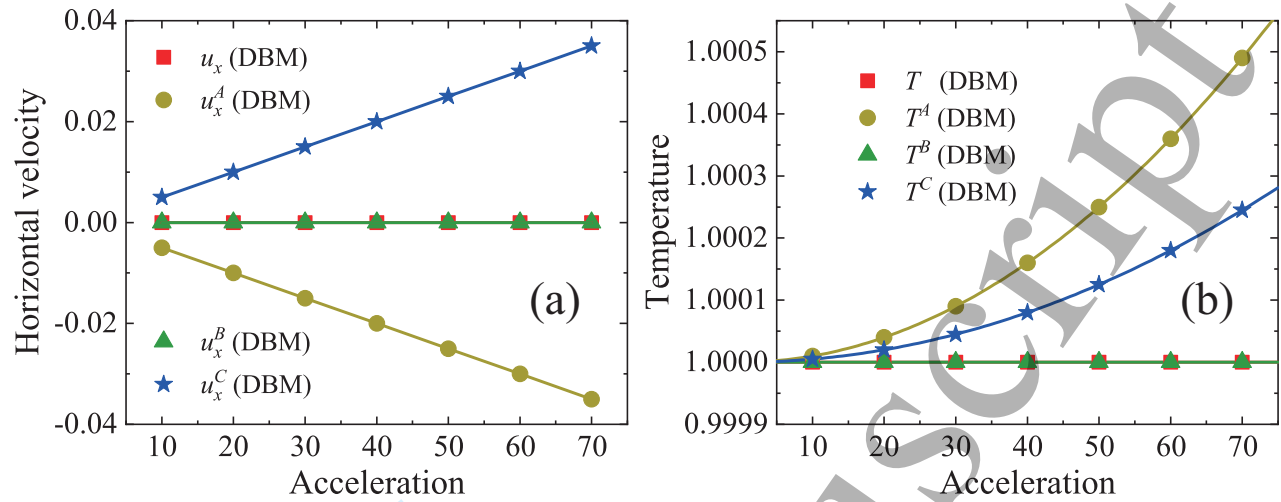 0.04
0.02
0.00
-0.02
-0.04
Horizontal velocity
u_x (DBM)
u_x^A (DBM)
u_x^B (DBM)
u_x^C (DBM)
(a)
10 20 30 40 50 60 70
Acceleration
1.0005
1.0004
1.0003
1.0002
1.0001
1.0000
0.9999
Temperature
T (DBM)
T^A (DBM)
T^B (DBM)
T^C (DBM)
(b)
10 20 30 40 50 60 70
Acceleration
script